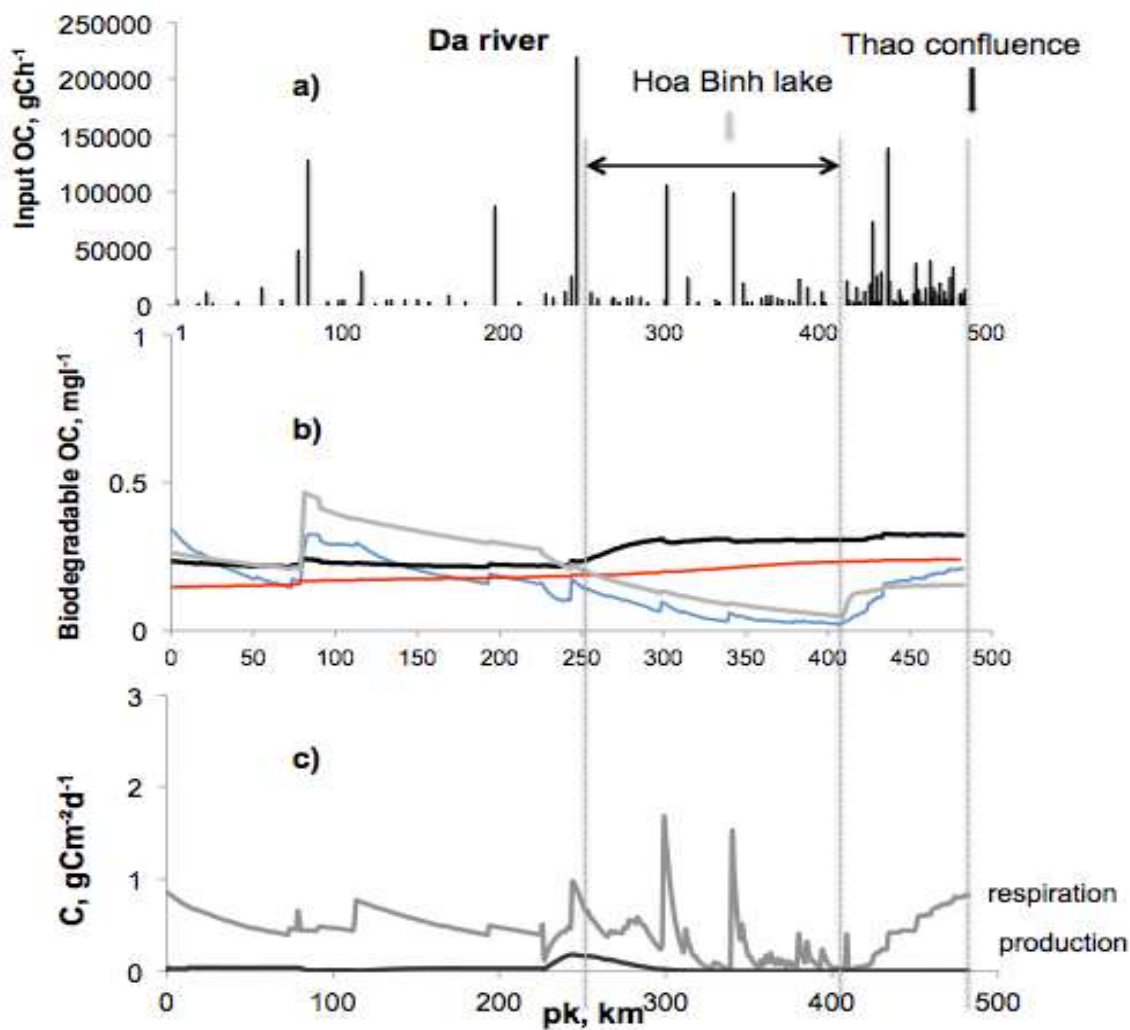 250000
200000
150000
100000
50000
0
Input OC, gCh-1
a)
Da river
Hoa Binh lake
Thao confluence
1 100 200 300 400 500
1
0.5
0
Biodegradable OC, mgl-1
b)
0 50 100 150 200 250 300 350 400 450 500
3
2
1
0
C, gCm-2d-1
c)
respiration
production
0 100 200 300 400 500
pk, km